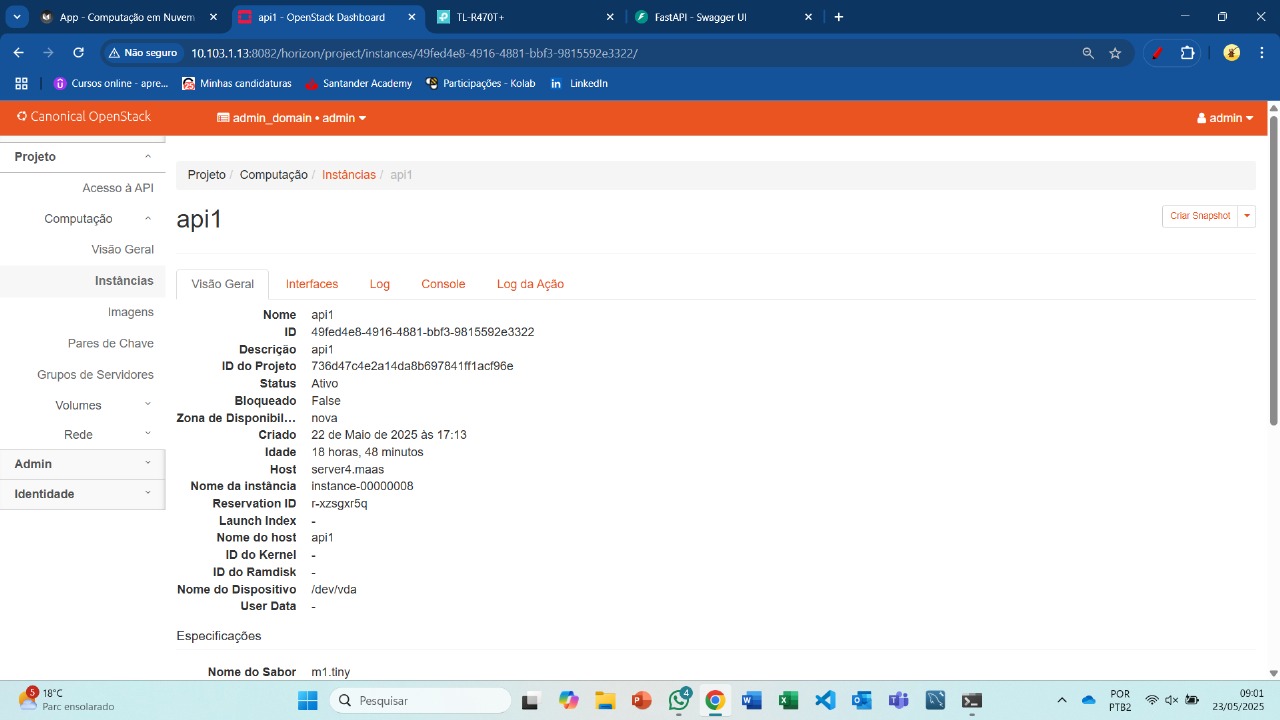 App - Computação em Nuvem
api1 - OpenStack Dashboard
TL-R470T+
FastAPI - Swagger UI
Não seguro
10.103.1.13:8082/horizon/project/instances/49fed4e8-4916-4881-bbf3-9815592e3322/
Cursos online - apre...
Minhas candidaturas
Santander Academy
Participações - Kolab
LinkedIn
Canonical OpenStack
admin_domain • admin
admin
Projeto
Acesso à API
Computação
Visão Geral
Instâncias
Imagens
Pares de Chave
Grupos de Servidores
Volumes
Rede
Admin
Identidade
Projeto / Computação / Instâncias / api1
api1
Criar Snapshot
Visão Geral Interfaces Log Console Log da Ação
Nome api1
ID 49fed4e8-4916-4881-bbf3-9815592e3322
Descrição api1
ID do Projeto 736d47c4e2a14da8b697841ff1acf96e
Status Ativo
Bloqueado False
Zona de Disponibil... nova
Criado 22 de Maio de 2025 às 17:13
Idade 18 horas, 48 minutos
Host server4.maas
Nome da instância instance-00000008
Reservation ID r-xzsgxr5q
Launch Index -
Nome do host api1
ID do Kernel -
ID do Ramdisk -
Nome do Dispositivo /dev/vda
User Data -
Especificações
Nome do Sabor m1.tiny
5
18°C
Parc ensolarado
Pesquisar
4
POR
PTB2
09:01
23/05/2025